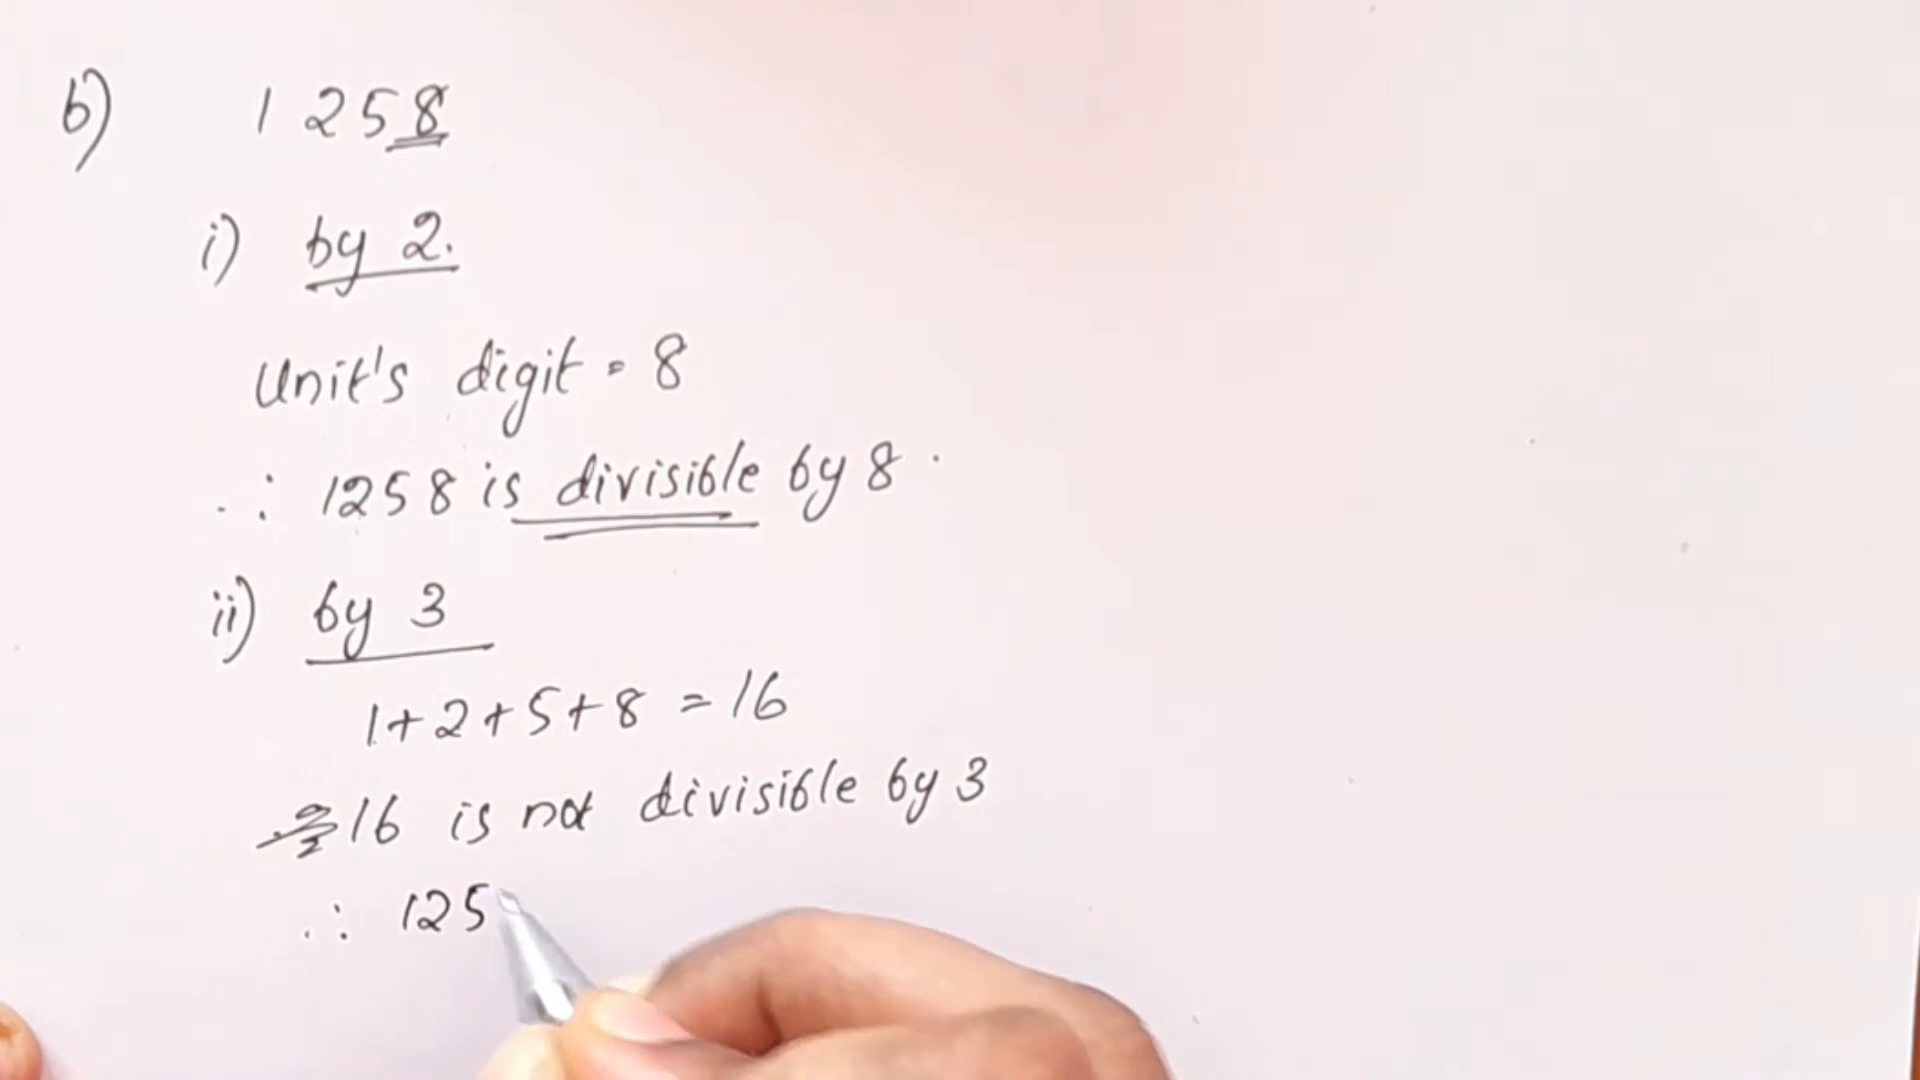 b) 1258
i) by 2.
Unit's digit = 8
∴ 1258 is divisible by 8.
ii) by 3
1+2+5+8 = 16
16 is not divisible by 3
∴ 125